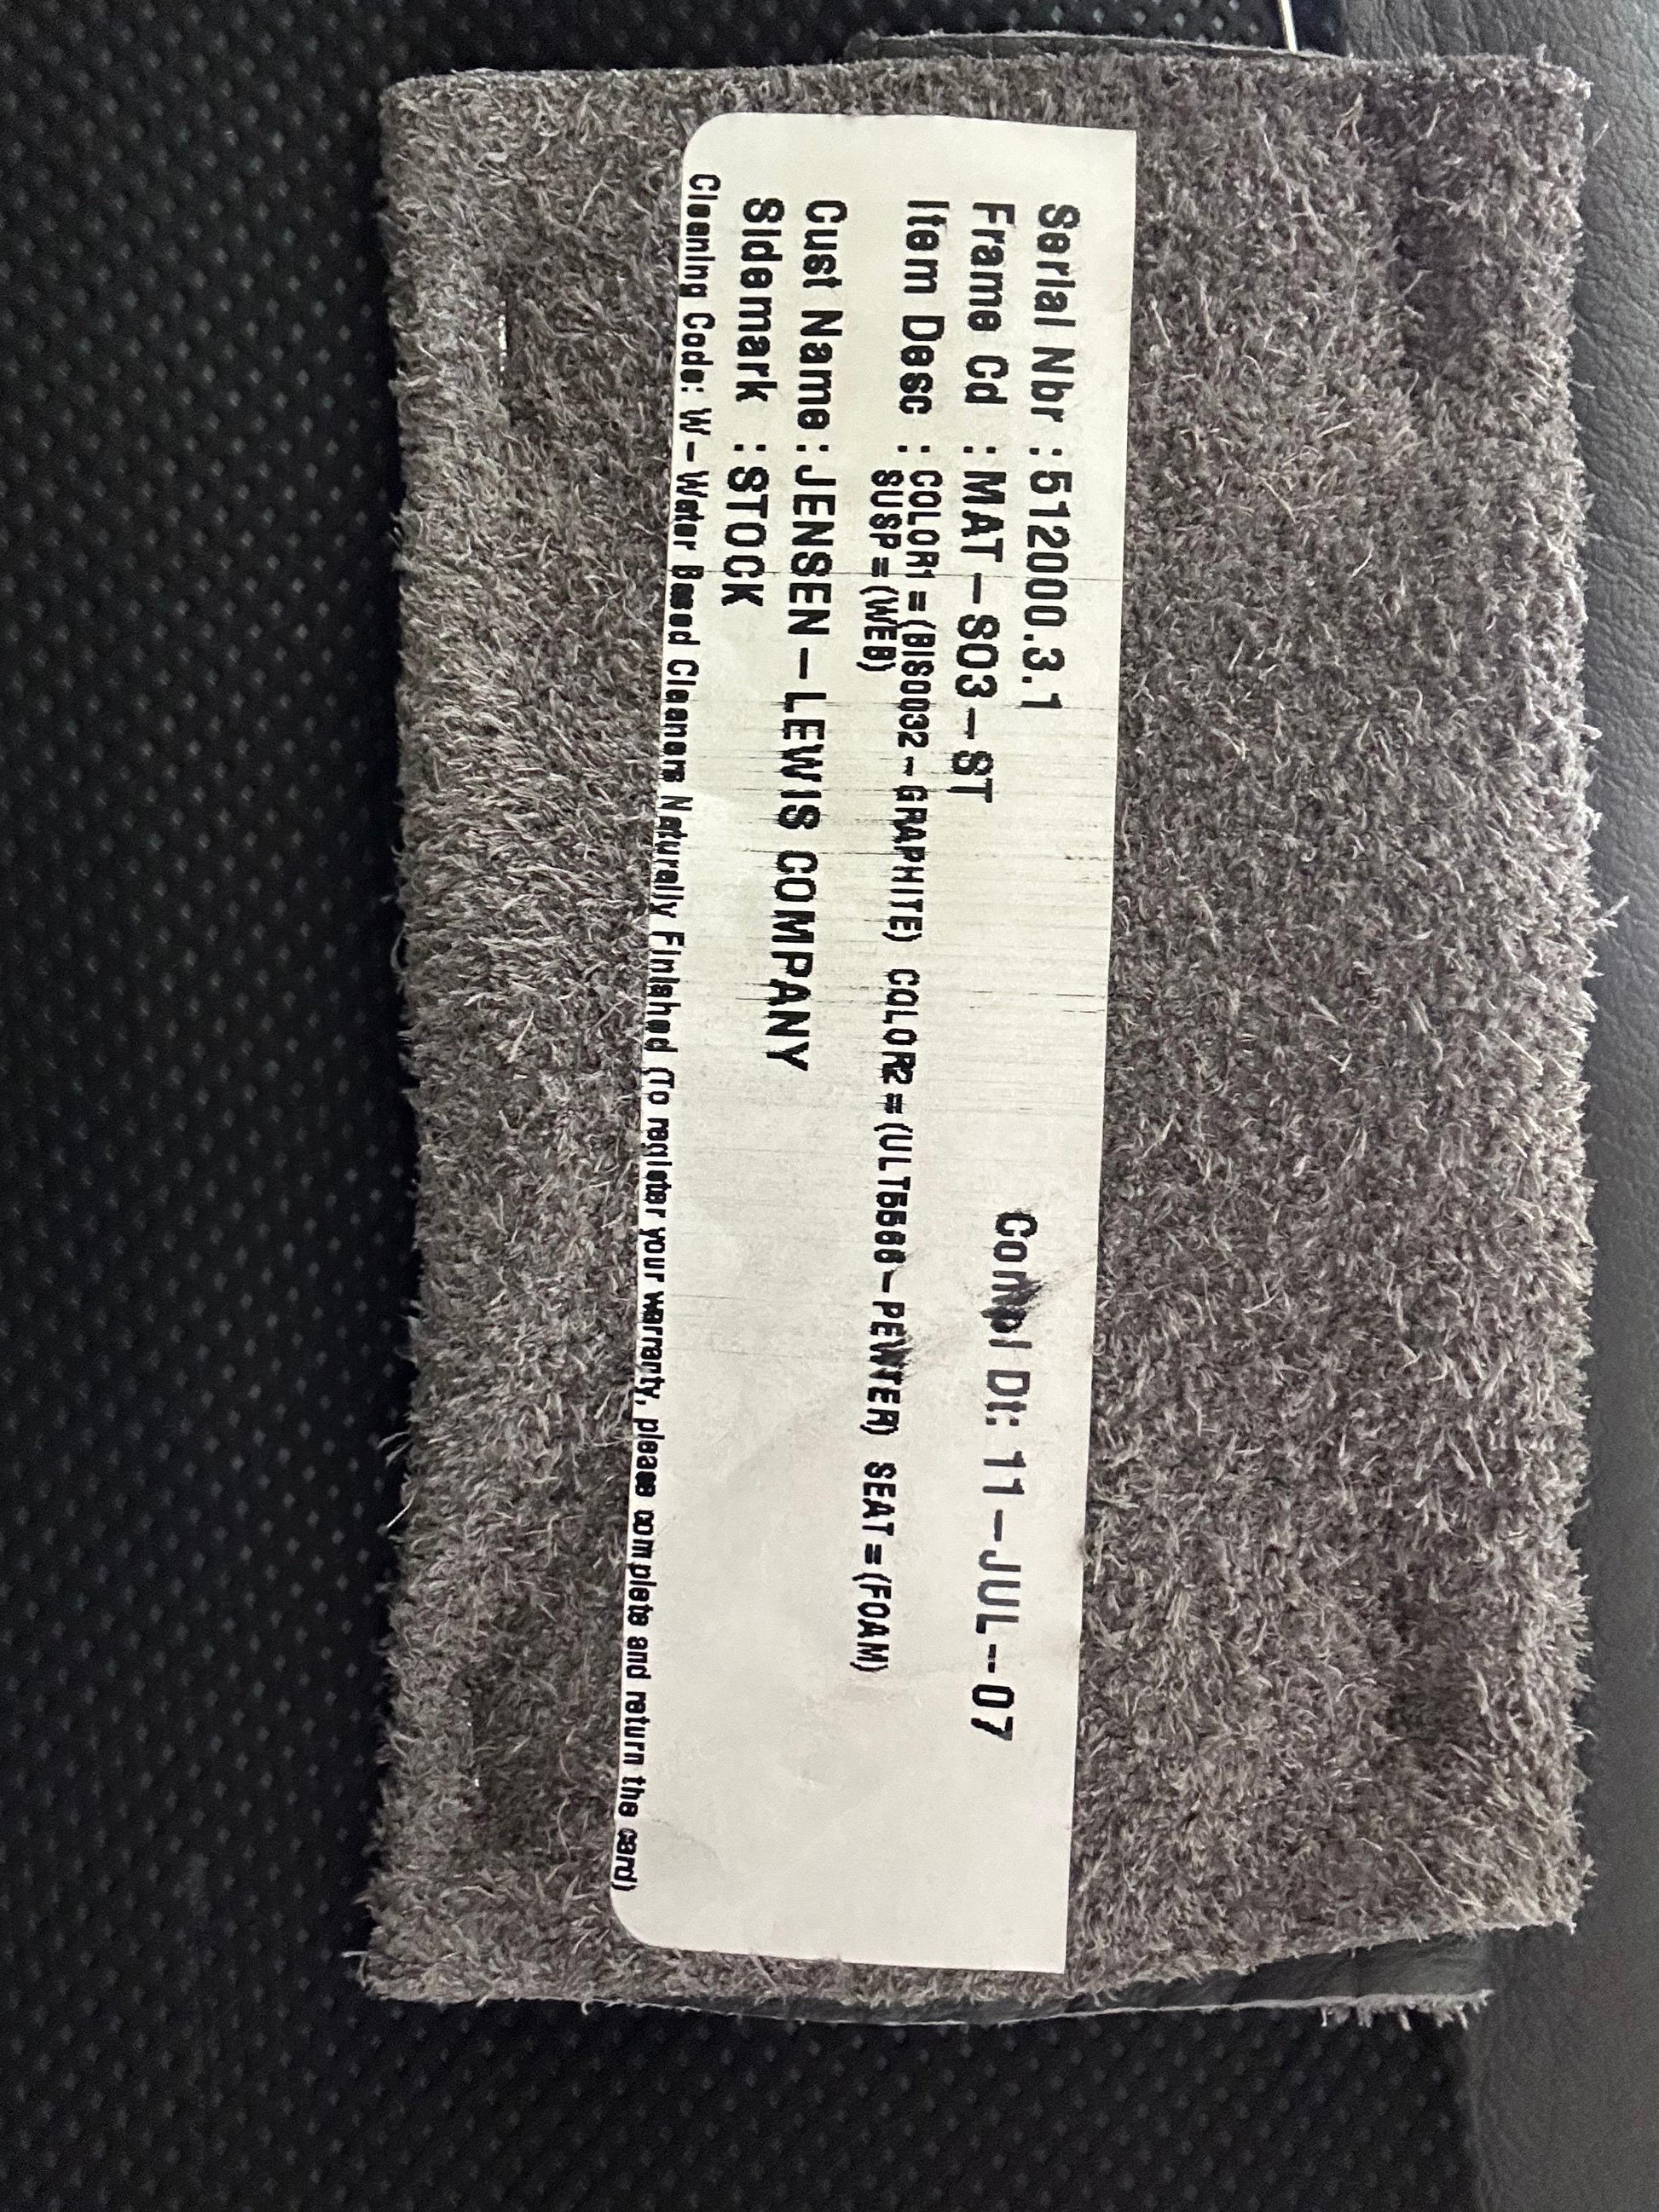 Serial Nbr : 512000.3.1
Frame Cd : MAT-S03-ST Compl Dt: 11-JUL-07
Item Desc : COLOR1 = (BIS0032 - GRAPHITE) COLOR2 = (ULT5500 - PEWTER) SEAT = (FOAM)
SUSP = (WEB)
Cust Name: JENSEN-LEWIS COMPANY
Sidemark : STOCK
Cleaning Code: W - Water Based Cleaners Naturally Finished (To register your warranty, please complete and return the card)